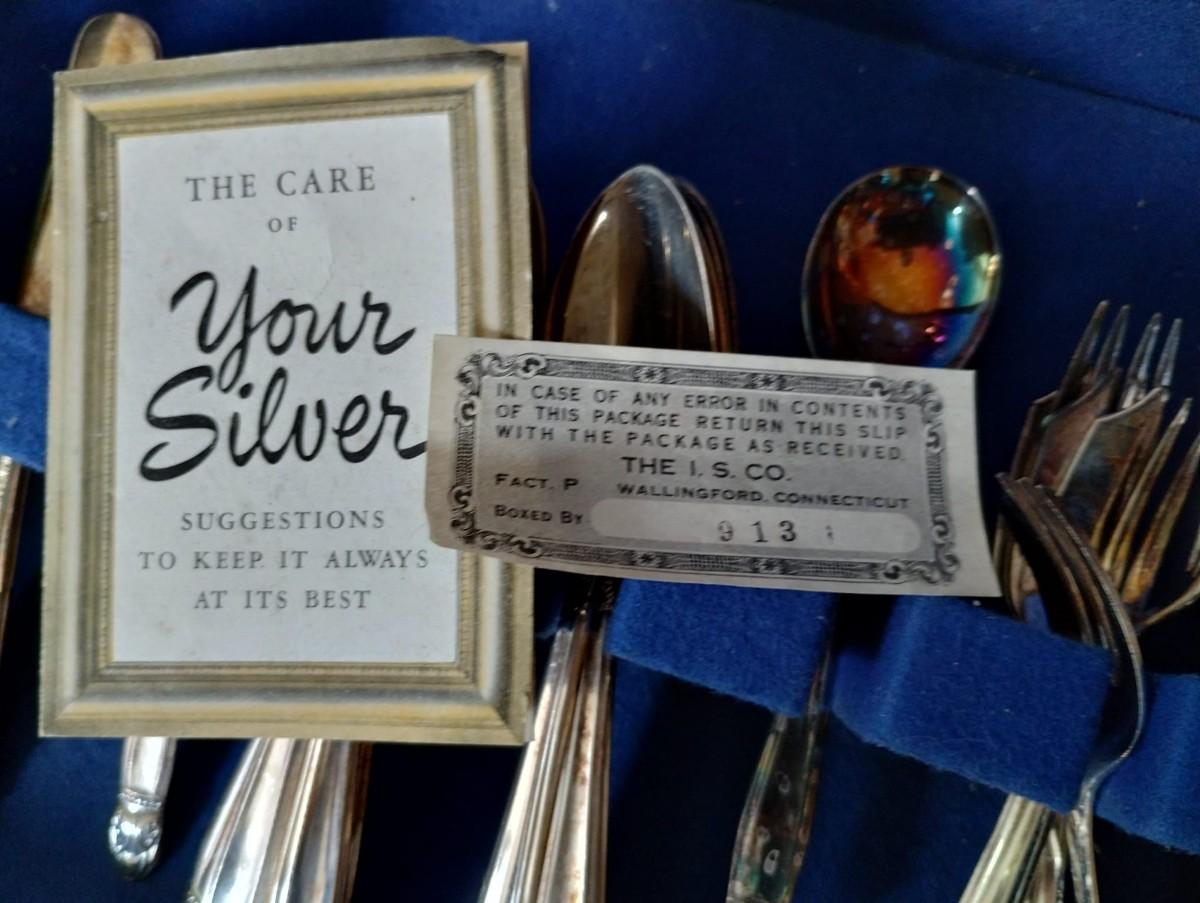 THE CARE
OF
Your
Silver
SUGGESTIONS
TO KEEP IT ALWAYS
AT ITS BEST
IN CASE OF ANY ERROR IN CONTENTS
OF THIS PACKAGE RETURN THIS SLIP
WITH THE PACKAGE AS RECEIVED.
THE I. S. CO.
FACT. P WALLINGFORD, CONNECTICUT
BOXED BY 913